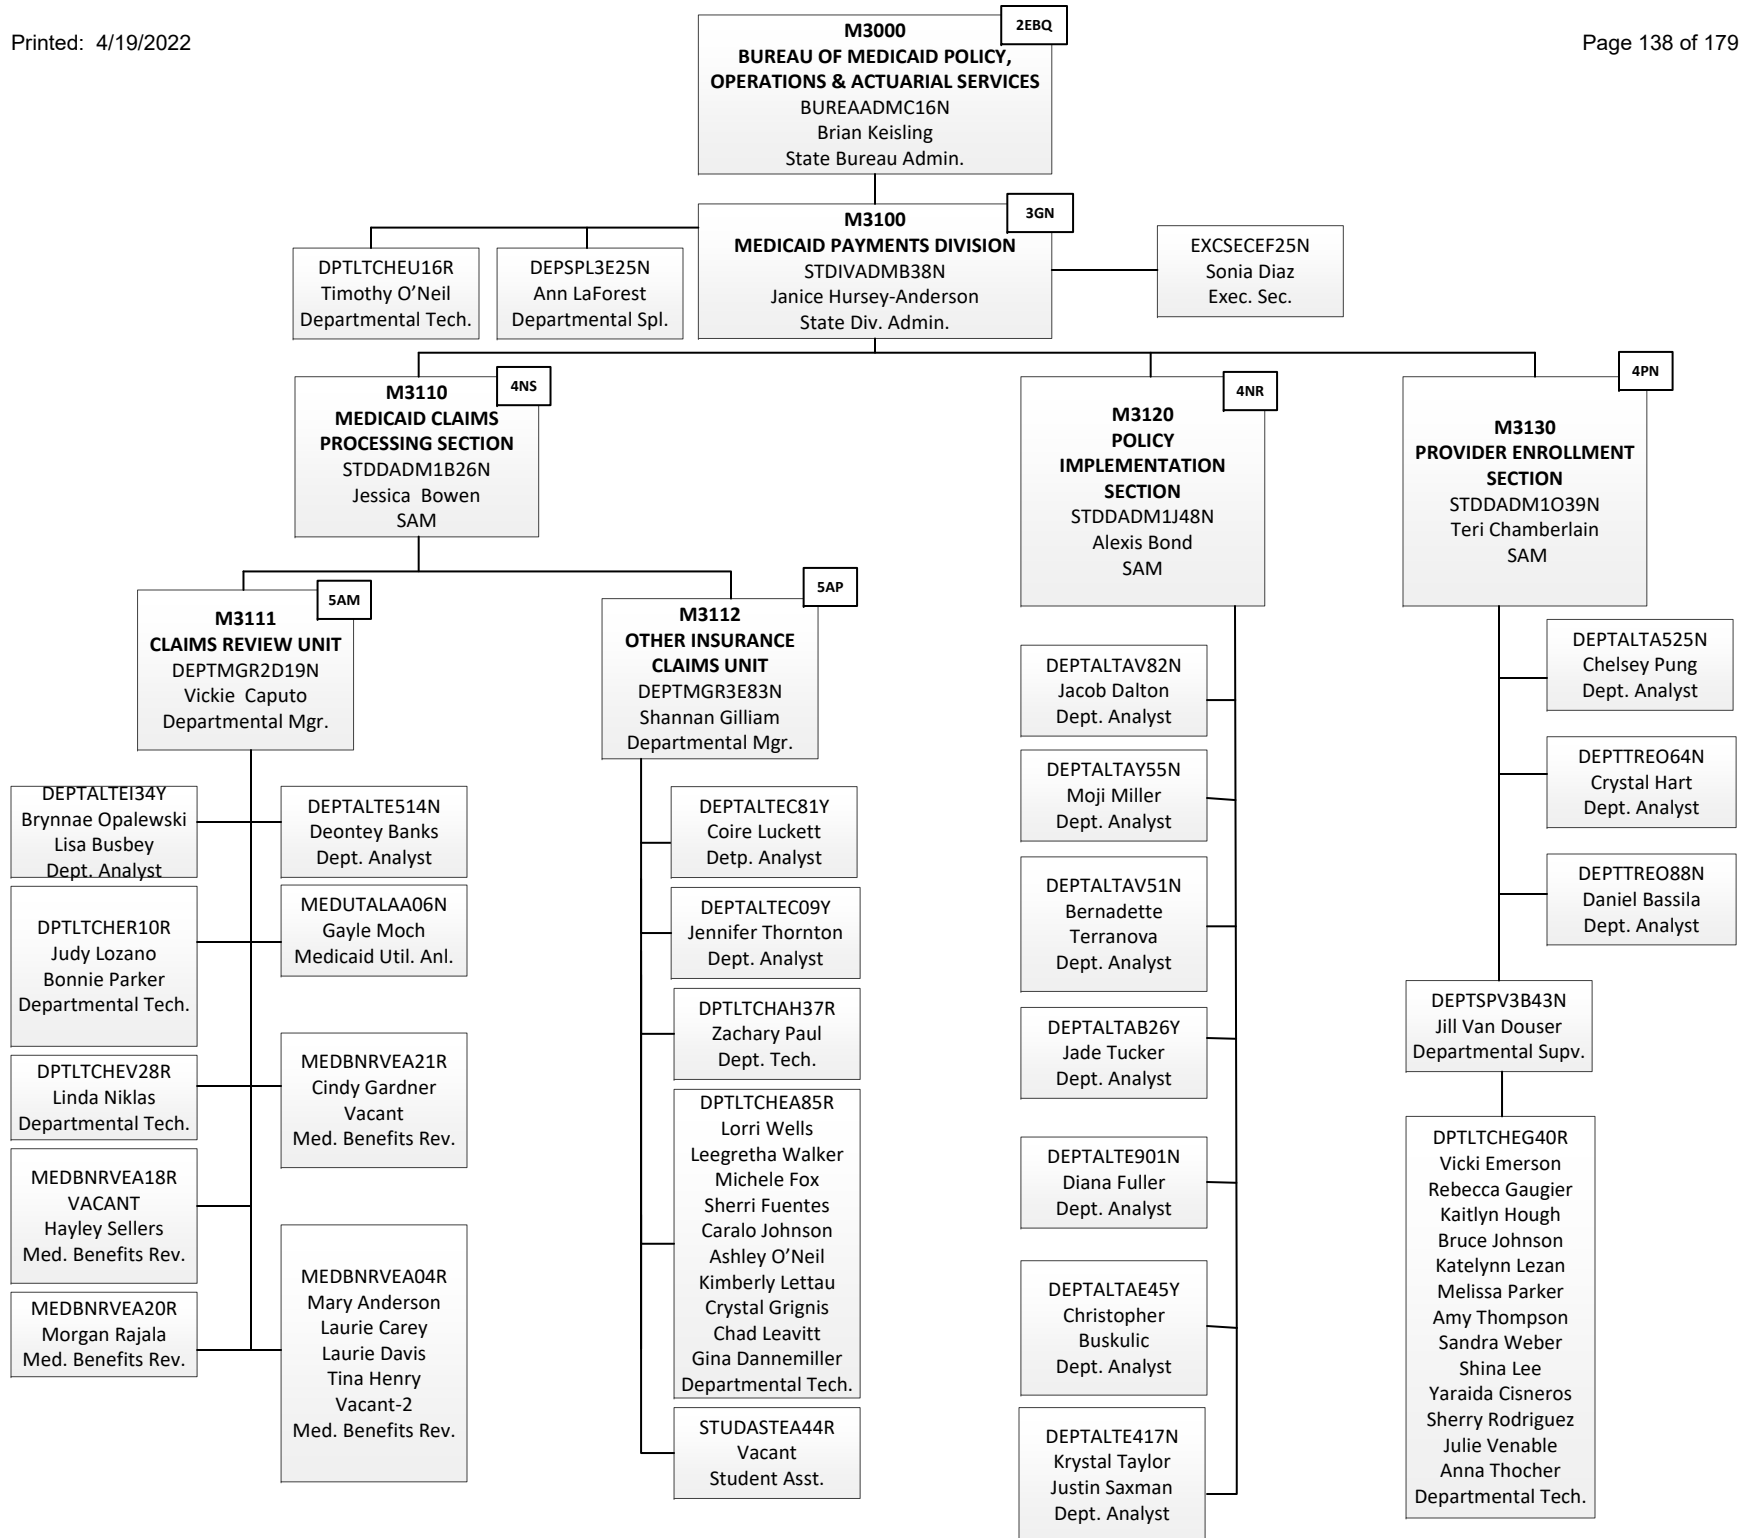 Printed: 4/19/2022
Page 138 of 179
2EBQ
M3000
BUREAU OF MEDICAID POLICY,
OPERATIONS & ACTUARIAL SERVICES
BUREAADMC16N
Brian Keisling
State Bureau Admin.
3GN
M3100
MEDICAID PAYMENTS DIVISION
STDIVADMB38N
Janice Hursey-Anderson
State Div. Admin.
DPTLTCHEU16R
Timothy O’Neil
Departmental Tech.
DEPSPL3E25N
Ann LaForest
Departmental Spl.
EXCSECEF25N
Sonia Diaz
Exec. Sec.
4NS
M3110
MEDICAID CLAIMS
PROCESSING SECTION
STDDADM1B26N
Jessica  Bowen
SAM
4NR
M3120
POLICY
IMPLEMENTATION
SECTION
STDDADM1J48N
Alexis Bond
SAM
4PN
M3130
PROVIDER ENROLLMENT
SECTION
STDDADM1O39N
Teri Chamberlain
SAM
5AM
M3111
CLAIMS REVIEW UNIT
DEPTMGR2D19N
Vickie  Caputo
Departmental Mgr.
5AP
M3112
OTHER INSURANCE
CLAIMS UNIT
DEPTMGR3E83N
Shannan Gilliam
Departmental Mgr.
DEPTALTEI34Y
Brynnae Opalewski
Lisa Busbey
Dept. Analyst
DEPTALTE514N
Deontey Banks
Dept. Analyst
DPTLTCHER10R
Judy Lozano
Bonnie Parker
Departmental Tech.
MEDUTALAA06N
Gayle Moch
Medicaid Util. Anl.
DPTLTCHEV28R
Linda Niklas
Departmental Tech.
MEDBNRVEA21R
Cindy Gardner
Vacant
Med. Benefits Rev.
MEDBNRVEA18R
VACANT
Hayley Sellers
Med. Benefits Rev.
MEDBNRVEA20R
Morgan Rajala
Med. Benefits Rev.
MEDBNRVEA04R
Mary Anderson
Laurie Carey
Laurie Davis
Tina Henry
Vacant-2
Med. Benefits Rev.
DEPTALTEC81Y
Coire Luckett
Detp. Analyst
DEPTALTEC09Y
Jennifer Thornton
Dept. Analyst
DPTLTCHAH37R
Zachary Paul
Dept. Tech.
DPTLTCHEA85R
Lorri Wells
Leegretha Walker
Michele Fox
Sherri Fuentes
Caralo Johnson
Ashley O’Neil
Kimberly Lettau
Crystal Grignis
Chad Leavitt
Gina Dannemiller
Departmental Tech.
STUDASTEA44R
Vacant
Student Asst.
DEPTALTAV82N
Jacob Dalton
Dept. Analyst
DEPTALTAY55N
Moji Miller
Dept. Analyst
DEPTALTAV51N
Bernadette
Terranova
Dept. Analyst
DEPTALTAB26Y
Jade Tucker
Dept. Analyst
DEPTALTE901N
Diana Fuller
Dept. Analyst
DEPTALTAE45Y
Christopher
Buskulic
Dept. Analyst
DEPTALTE417N
Krystal Taylor
Justin Saxman
Dept. Analyst
DEPTALTA525N
Chelsey Pung
Dept. Analyst
DEPTTREO64N
Crystal Hart
Dept. Analyst
DEPTTREO88N
Daniel Bassila
Dept. Analyst
DEPTSPV3B43N
Jill Van Douser
Departmental Supv.
DPTLTCHEG40R
Vicki Emerson
Rebecca Gaugier
Kaitlyn Hough
Bruce Johnson
Katelynn Lezan
Melissa Parker
Amy Thompson
Sandra Weber
Shina Lee
Yaraida Cisneros
Sherry Rodriguez
Julie Venable
Anna Thocher
Departmental Tech.